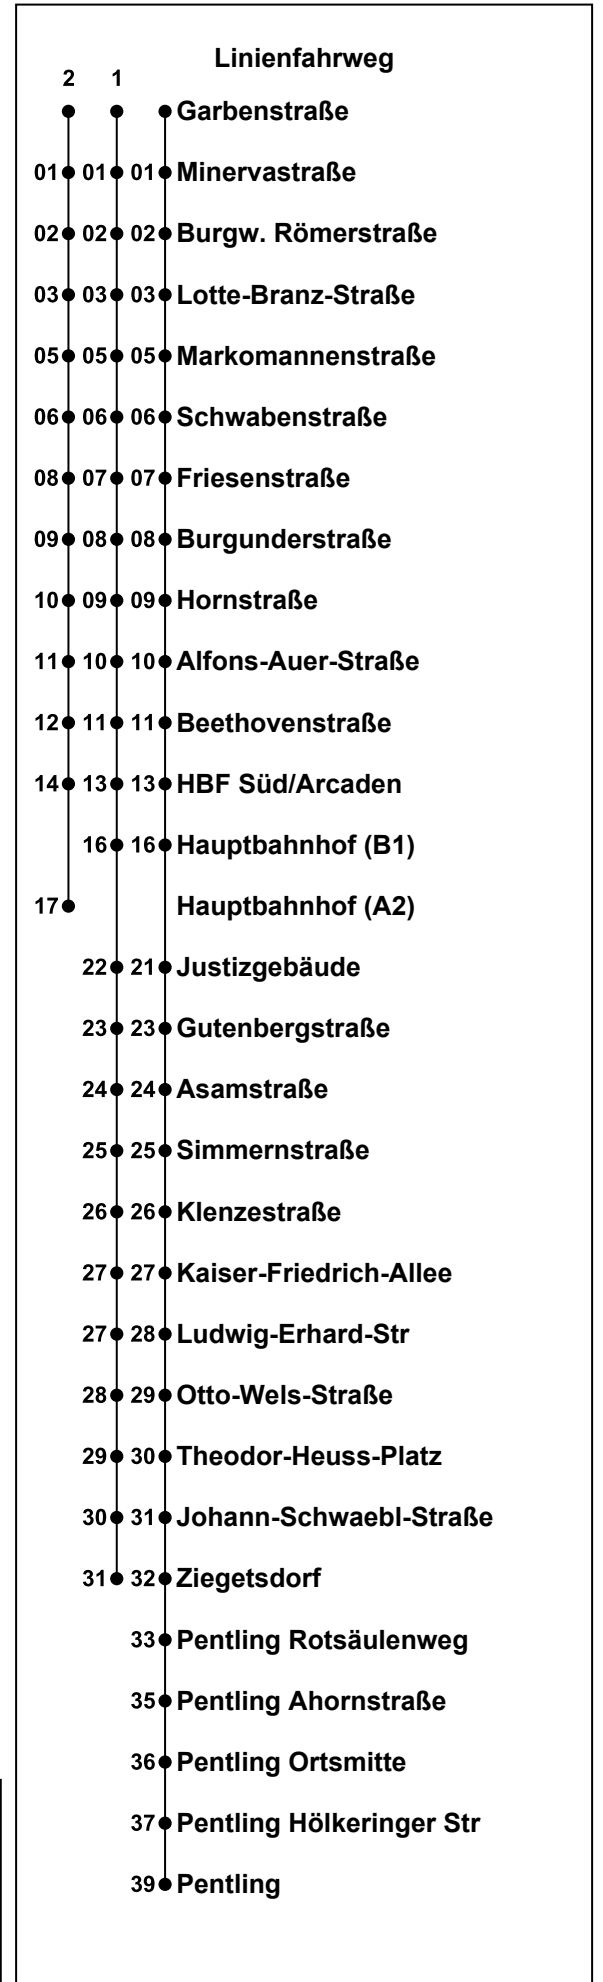 Linienfahrweg
2 1
Garbenstraße
01 01 01 Minervastraße
02 02 02 Burgw. Römerstraße
03 03 03 Lotte-Branz-Straße
05 05 05 Markomannenstraße
06 06 06 Schwabenstraße
08 07 07 Friesenstraße
09 08 08 Burgunderstraße
10 09 09 Hornstraße
11 10 10 Alfons-Auer-Straße
12 11 11 Beethovenstraße
14 13 13 HBF Süd/Arcaden
16 16 Hauptbahnhof (B1)
17 Hauptbahnhof (A2)
22 21 Justizgebäude
23 23 Gutenbergstraße
24 24 Asamstraße
25 25 Simmernstraße
26 26 Klenzestraße
27 27 Kaiser-Friedrich-Allee
27 28 Ludwig-Erhard-Str
28 29 Otto-Wels-Straße
29 30 Theodor-Heuss-Platz
30 31 Johann-Schwaebl-Straße
31 32 Ziegetsdorf
33 Pentling Rotsäulenweg
35 Pentling Ahornstraße
36 Pentling Ortsmitte
37 Pentling Hölkeringer Str
39 Pentling